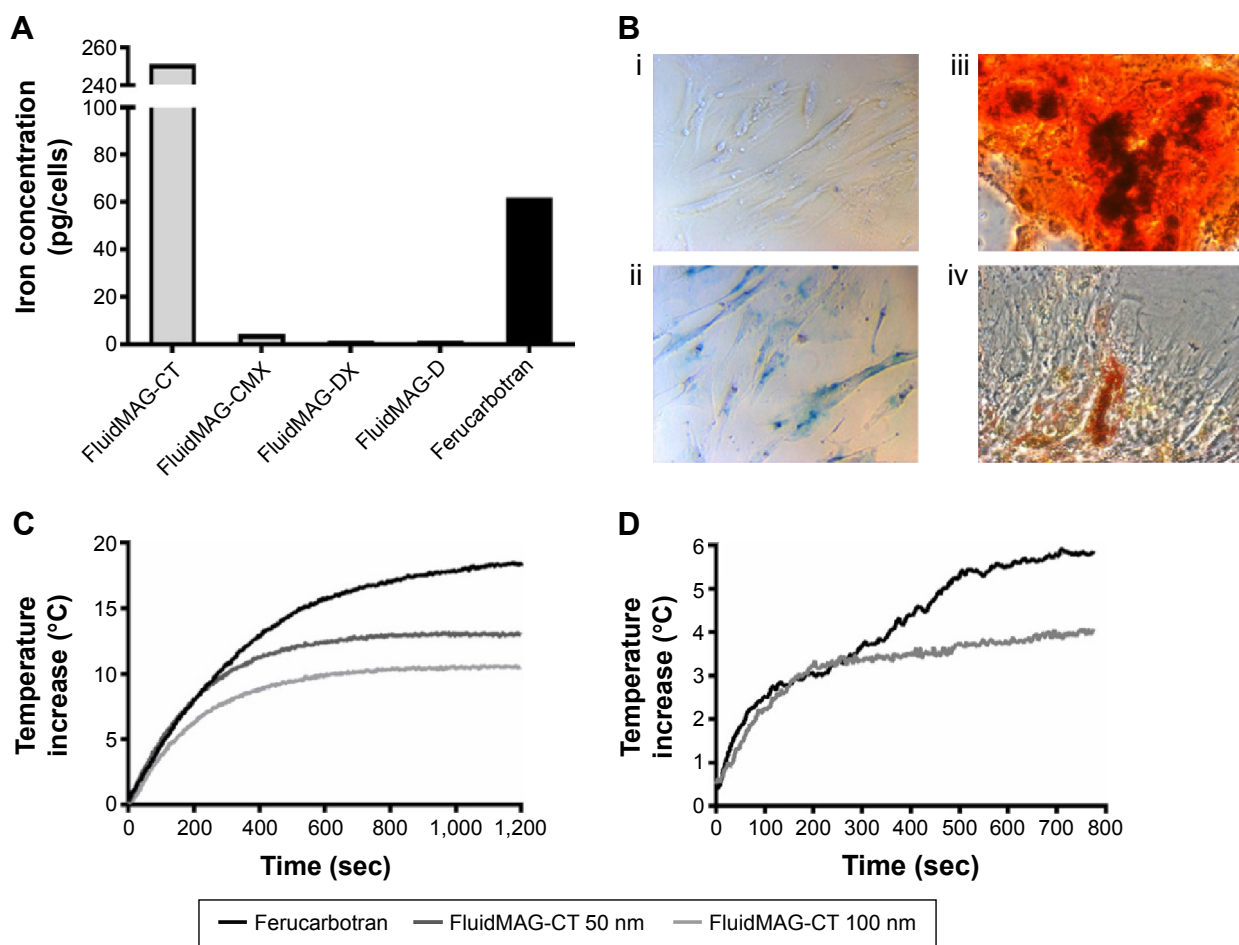 A
Iron concentration
(pg/cells)
260
240
100
80
60
40
20
0
FluidMAG-CT
FluidMAG-CMX
FluidMAG-DX
FluidMAG-D
Ferucarbotran
B
i
ii
iii
iv
C
Temperature
increase (°C)
20
15
10
5
0
0 200 400 600 800 1,000 1,200
Time (sec)
D
Temperature
increase (°C)
6
5
4
3
2
1
0
0 100 200 300 400 500 600 700 800
Time (sec)
Ferucarbotran FluidMAG-CT 50 nm FluidMAG-CT 100 nm